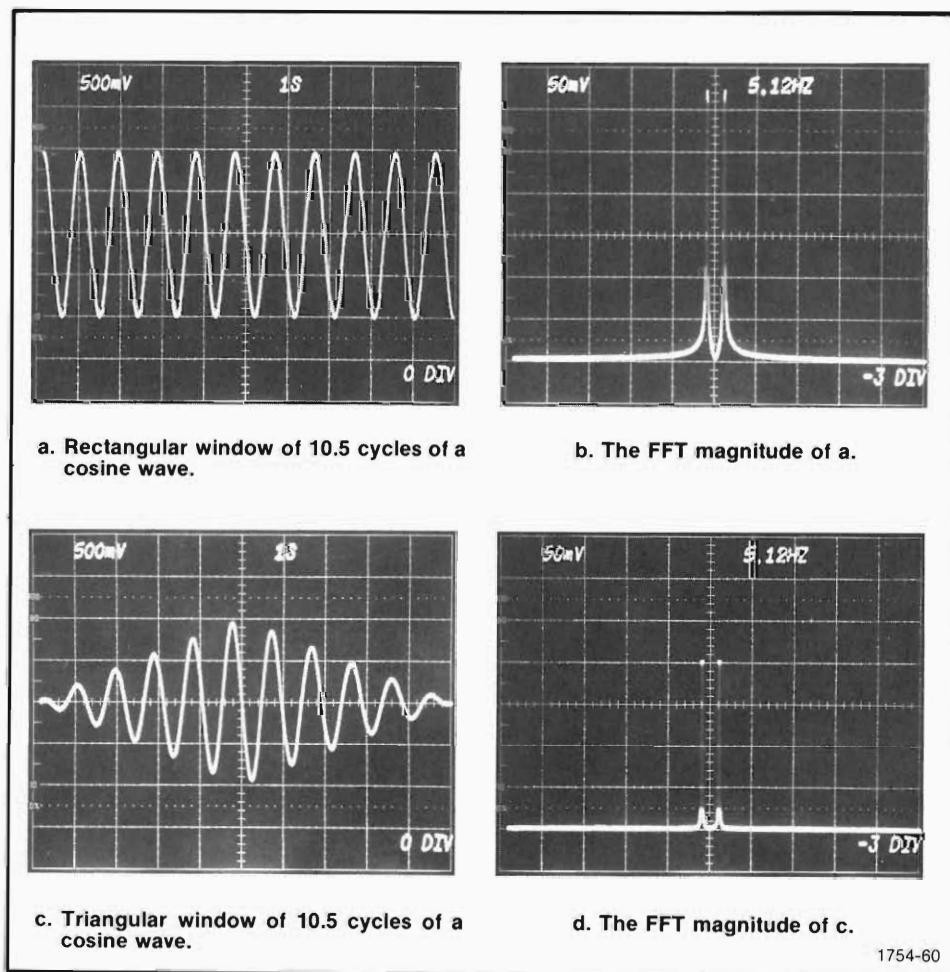 500mV 1S
0 DIV
50mV 5.12HZ
-3 DIV
a. Rectangular window of 10.5 cycles of a
cosine wave.
b. The FFT magnitude of a.
500mV
0 DIV
50mV 5.12HZ
-3 DIV
c. Triangular window of 10.5 cycles of a
cosine wave.
d. The FFT magnitude of c.
1754-60